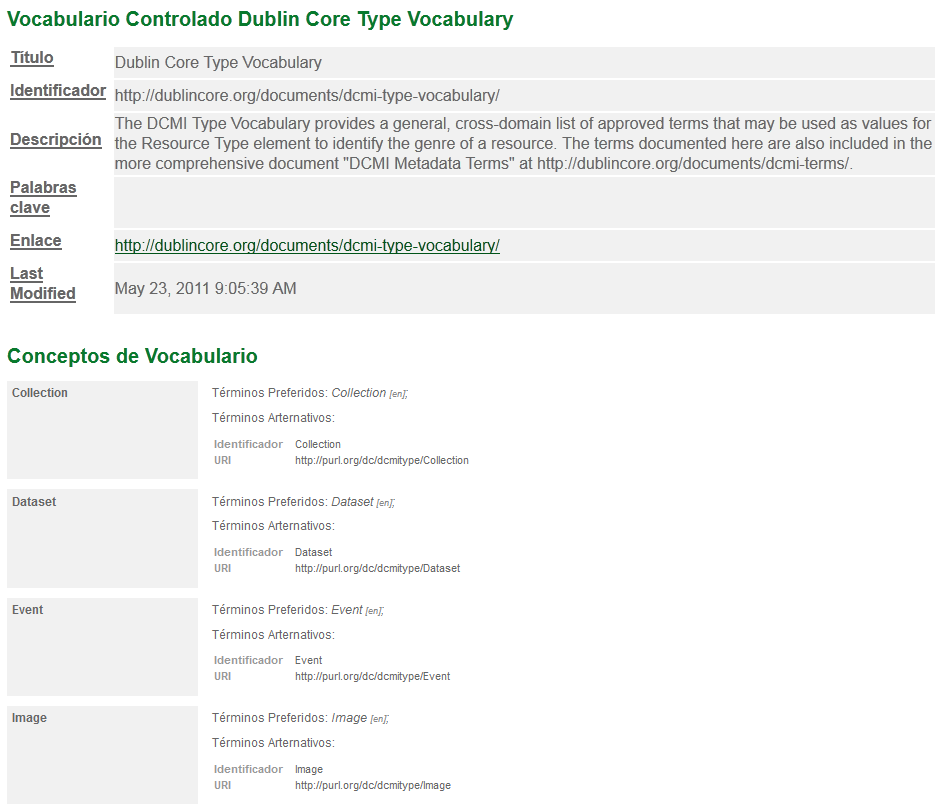 Vocabulario Controlado Dublin Core Type Vocabulary
Título
Dublin Core Type Vocabulary
Identificador
http://dublincore.org/documents/dcmi-type-vocabulary/
Descripción
The DCMI Type Vocabulary provides a general, cross-domain list of approved terms that may be used as values for
the Resource Type element to identify the genre of a resource. The terms documented here are also included in the
more comprehensive document "DCMI Metadata Terms" at http://dublincore.org/documents/dcmi-terms/.
Palabras
clave
Enlace
http://dublincore.org/documents/dcmi-type-vocabulary/
Last
Modified
May 23, 2011 9:05:39 AM
Conceptos de Vocabulario
Collection
Términos Preferidos: Collection [en];
Términos Arternativos:
Identificador Collection
URI http://purl.org/dc/dcmitype/Collection
Dataset
Términos Preferidos: Dataset [en];
Términos Arternativos:
Identificador Dataset
URI http://purl.org/dc/dcmitype/Dataset
Event
Términos Preferidos: Event [en];
Términos Arternativos:
Identificador Event
URI http://purl.org/dc/dcmitype/Event
Image
Términos Preferidos: Image [en];
Términos Arternativos:
Identificador Image
URI http://purl.org/dc/dcmitype/Image